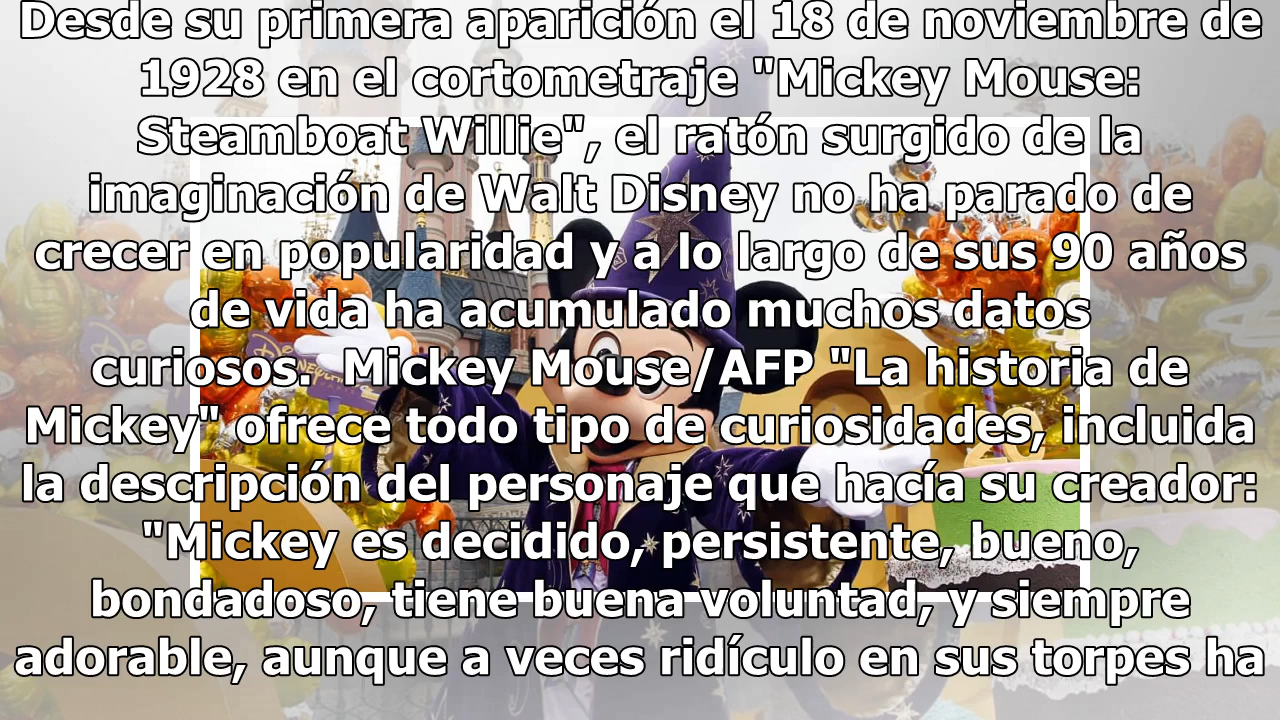 Desde su primera aparición el 18 de noviembre de
1928 en el cortometraje "Mickey Mouse:
Steamboat Willie", el ratón surgido de la
imaginación de Walt Disney no ha parado de
crecer en popularidad y a lo largo de sus 90 años
de vida ha acumulado muchos datos
curiosos.  Mickey Mouse/AFP "La historia de
Mickey" ofrece todo tipo de curiosidades, incluida
la descripción del personaje que hacía su creador:
"Mickey es decidido, persistente, bueno,
bondadoso, tiene buena voluntad, y siempre
adorable, aunque a veces ridículo en sus torpes ha